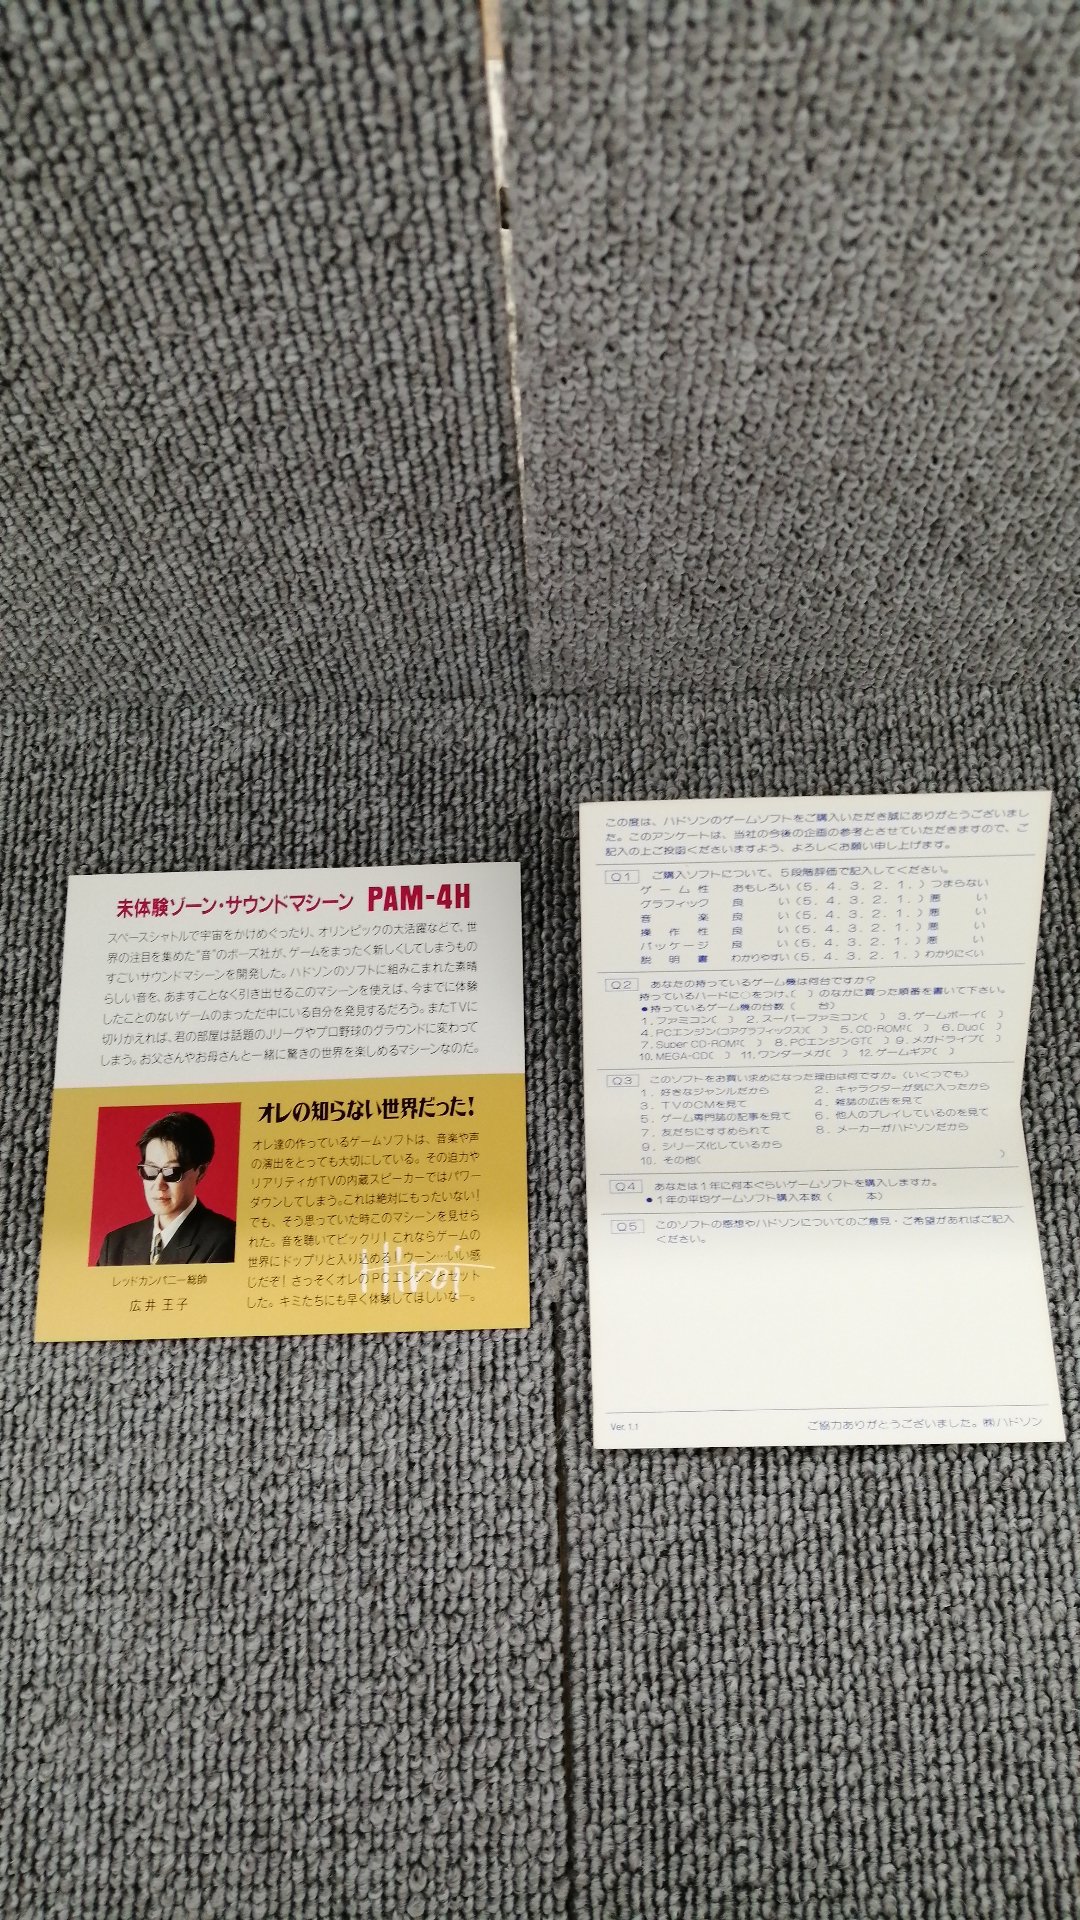 未体験ゾーン・サウンドマシーン PAM-4H
スペースシャトルで宇宙をかけめぐったり、オリンピックの大活躍などで、世
界の注目を集めた"音"のボーズ社が、ゲームをまったく新しくしてしまうもの
すごいサウンドマシーンを開発した。ハドソンのソフトに組みこまれた素晴
らしい音を、あますことなく引き出せるこのマシーンを使えば、今までに体験
したことのないゲームのまっただ中にいる自分を発見するだろう。またTVに
切りかえれば、君の部屋は話題のJリーグやプロ野球のグラウンドに変わって
しまう。お父さんやお母さんと一緒に驚きの世界を楽しめるマシーンなのだ。
オレの知らない世界だった！
オレ達の作っているゲームソフトは、音楽や声
の演出をとっても大切にしている。その迫力や
リアリティがTVの内蔵スピーカーではパワー
ダウンしてしまう。これは絶対にもったいない！
でも、そう思っていた時このマシーンを見せら
れた。音を聴いてビックリ！これならゲームの
世界にドップリと入り込める！ウーン…いい感
じだぞ！さっそくオレのPCエンジンとセット
した。キミたちにも早く体験してほしいなー。
Hiroi
レッドカンパニー総帥
広井王子
この度は、ハドソンのゲームソフトをご購入いただき誠にありがとうございまし
た。このアンケートは、当社の今後の企画の参考とさせていただきますので、ご
記入の上ご投函くださいますよう、よろしくお願い申し上げます。
Q1 ご購入ソフトについて、5段階評価で記入してください。
ゲーム性 おもしろい(5. 4. 3. 2. 1. )つまらない
グラフィック 良い(5. 4. 3. 2. 1. )悪い
音楽 良い(5. 4. 3. 2. 1. )悪い
操作性 良い(5. 4. 3. 2. 1. )悪い
パッケージ 良い(5. 4. 3. 2. 1. )悪い
説明書 わかりやすい(5. 4. 3. 2. 1. )わかりにくい
Q2 あなたの持っているゲーム機は何台ですか？
持っているハードに○をつけ、( )のなかに買った順番を書いて下さい。
●持っているゲーム機の台数( 台)
1. ファミコン( ) 2. スーパーファミコン( ) 3. ゲームボーイ( )
4. PCエンジン(コアグラフィックス)( ) 5. CD-ROM²( ) 6. Duo( )
7. Super CD-ROM²( ) 8. PCエンジンGT( ) 9. メガドライブ( )
10. MEGA-CD( ) 11. ワンダーメガ( ) 12. ゲームギア( )
Q3 このソフトをお買い求めになった理由は何ですか。(いくつでも)
1. 好きなジャンルだから 2. キャラクターが気に入ったから
3. TVのCMを見て 4. 雑誌の広告を見て
5. ゲーム専門誌の記事を見て 6. 他人のプレイしているのを見て
7. 友だちにすすめられて 8. メーカーがハドソンだから
9. シリーズ化しているから
10. その他( )
Q4 あなたは1年に何本ぐらいゲームソフトを購入しますか。
●1年の平均ゲームソフト購入本数( 本)
Q5 このソフトの感想やハドソンについてのご意見・ご希望があればご記入
ください。
Ver. 1.1 ご協力ありがとうございました。㈱ハドソン